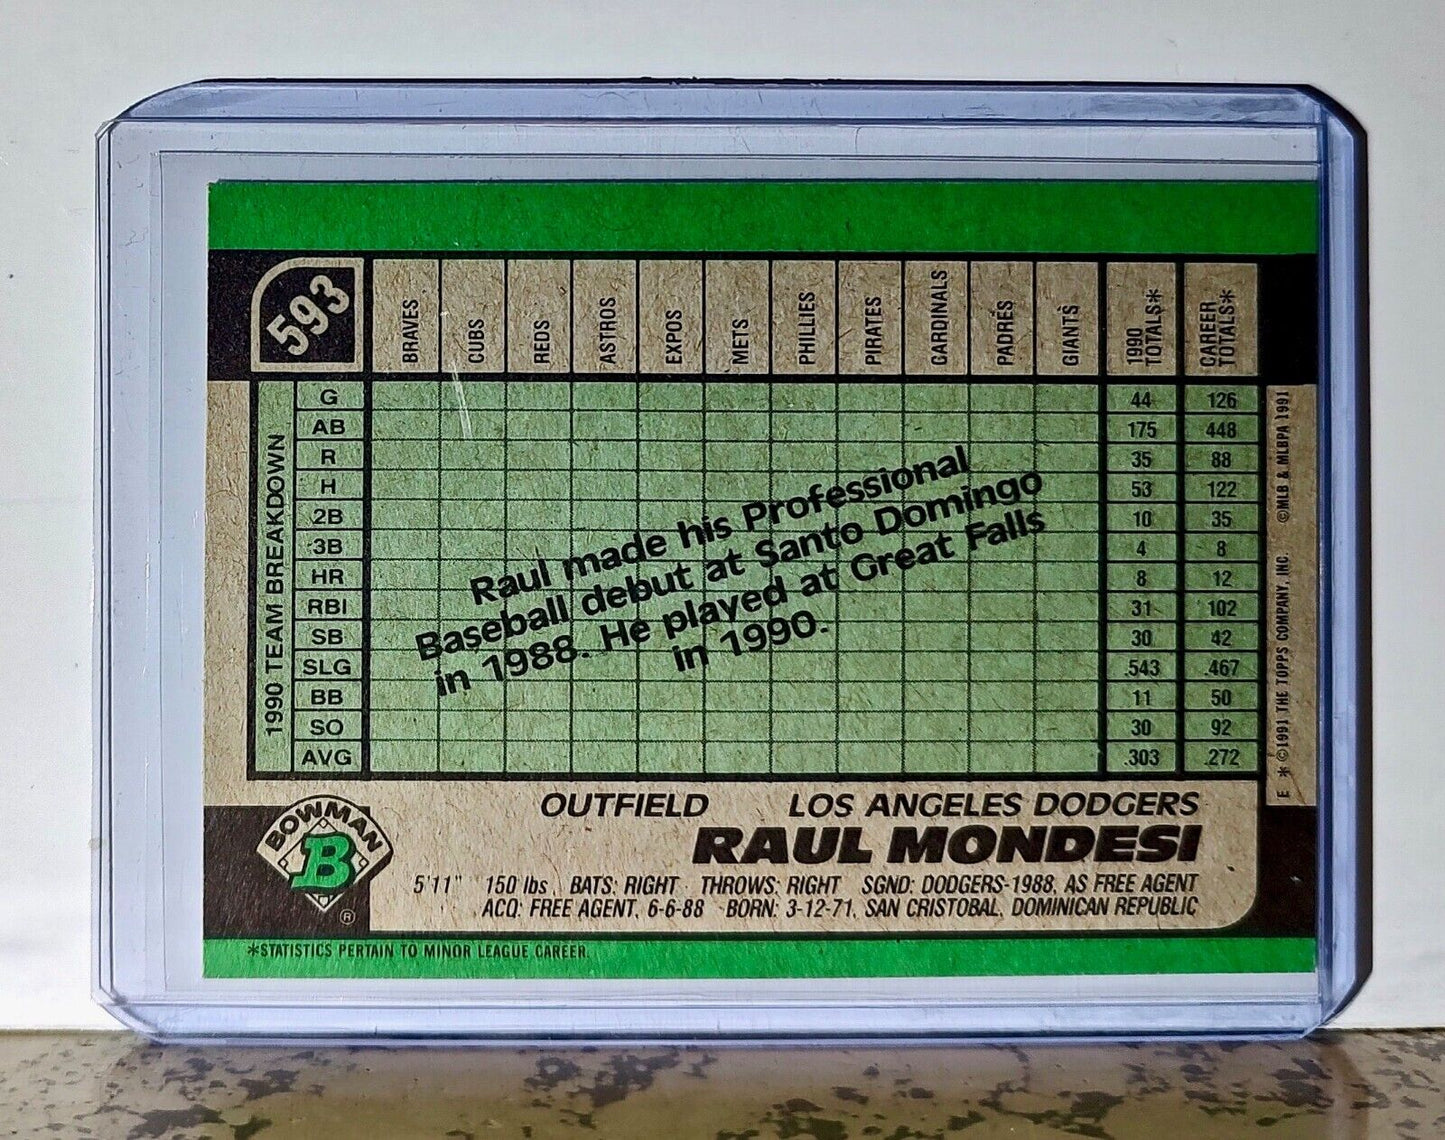 593
BRAVES CUBS REDS ASTROS EXPOS METS PHILLIES PIRATES CARDINALS PADRES GIANTS 1990 TOTALS* CAREER TOTALS*
1990 TEAM BREAKDOWN
G 44 126
AB 175 448
R 35 88
H 53 122
2B 10 35
3B 4 8
HR 8 12
RBI 31 102
SB 30 42
SLG .543 .467
BB 11 50
SO 30 92
AVG .303 .272
Raul made his Professional
Baseball debut at Santo Domingo
in 1988. He played at Great Falls
in 1990.
E *©1991 THE TOPPS COMPANY, INC. ©MLB & MLBPA 1991
BOWMAN
B
®
OUTFIELD LOS ANGELES DODGERS
RAUL MONDESI
5'11" 150 lbs. BATS: RIGHT THROWS: RIGHT SGND: DODGERS-1988, AS FREE AGENT
ACQ: FREE AGENT, 6-6-88 BORN: 3-12-71, SAN CRISTOBAL, DOMINICAN REPUBLIC
*STATISTICS PERTAIN TO MINOR LEAGUE CAREER.